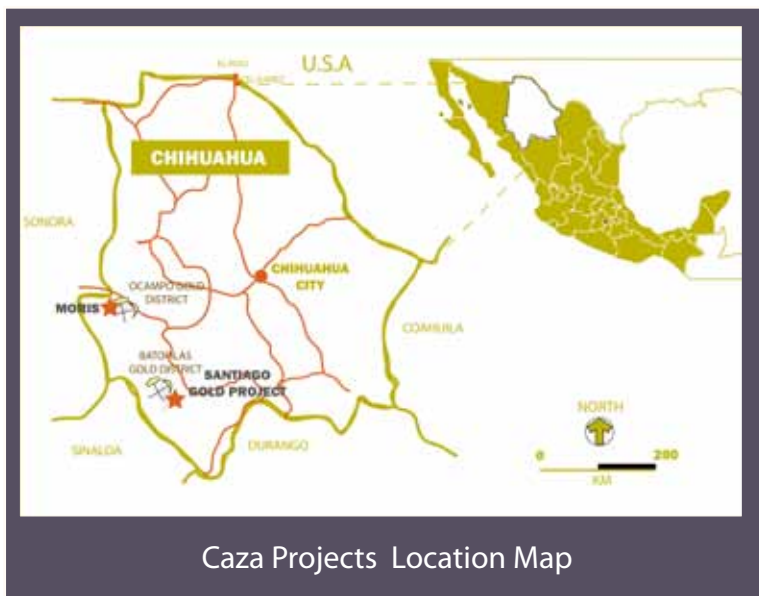 U.S.A
CHIHUAHUA
SONORA
CHIHUAHUA
CITY
OCAMPO GOLD
DISTRICT
MORIS
COAHUILA
BATOPILAS
GOLD DISTRICT
SANTIAGO
GOLD PROJECT
NORTH
SINALOA
DURANGO
0 200
KM
Caza Projects Location Map